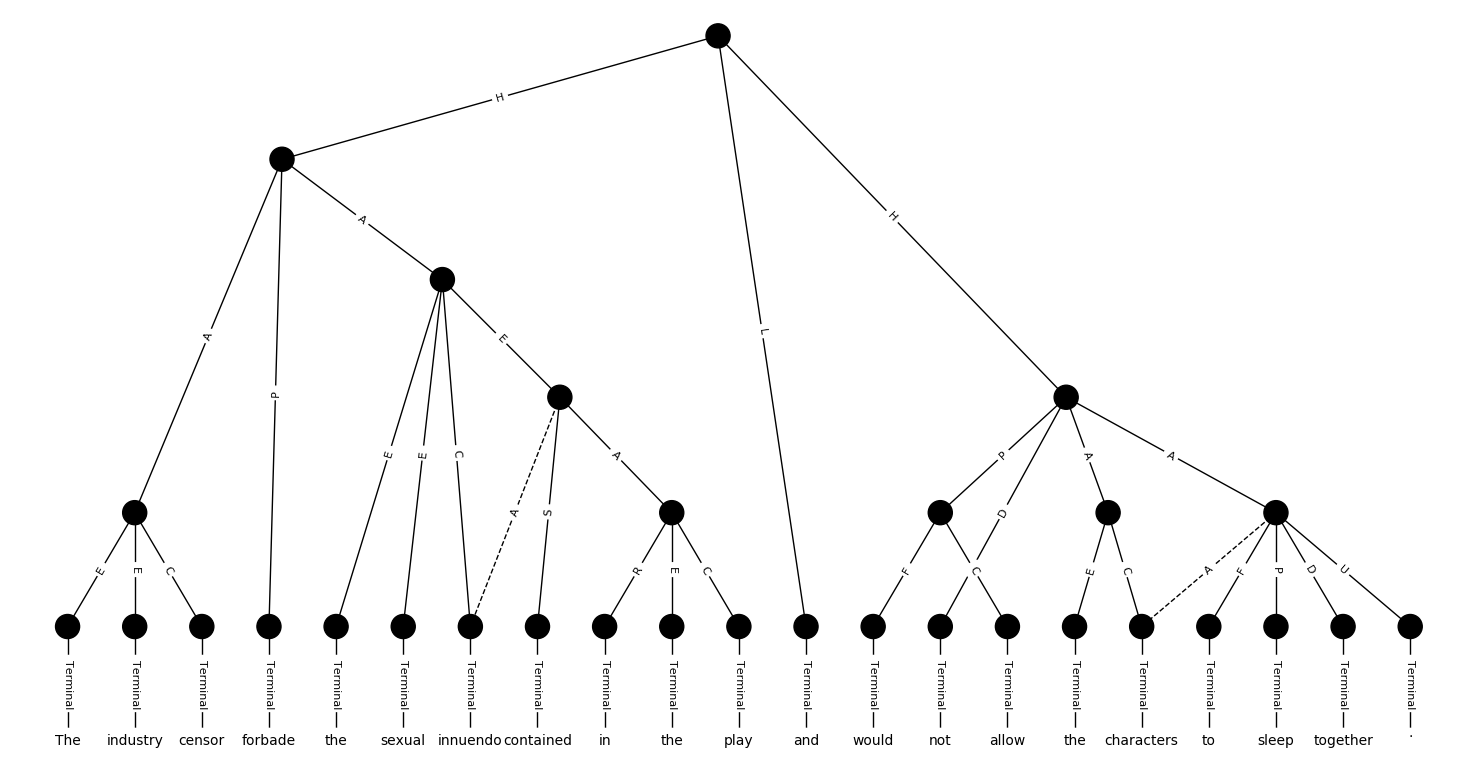 H
H
A
E
A
P
E
E
C
A
S
A
L
P
D
A
A
E
E
C
R
E
C
F
C
E
C
A
F
P
D
U
Terminal Terminal Terminal Terminal Terminal Terminal Terminal Terminal Terminal Terminal Terminal Terminal Terminal Terminal Terminal Terminal Terminal Terminal Terminal Terminal Terminal
The industry censor forbade the sexual innuendo contained in the play and would not allow the characters to sleep together .